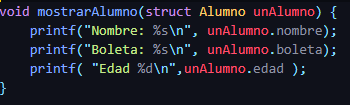 void mostrarAlumno(struct Alumno unAlumno) {
    printf("Nombre: %s\n", unAlumno.nombre);
    printf("Boleta: %s\n", unAlumno.boleta);
    printf( "Edad %d\n",unAlumno.edad );
}